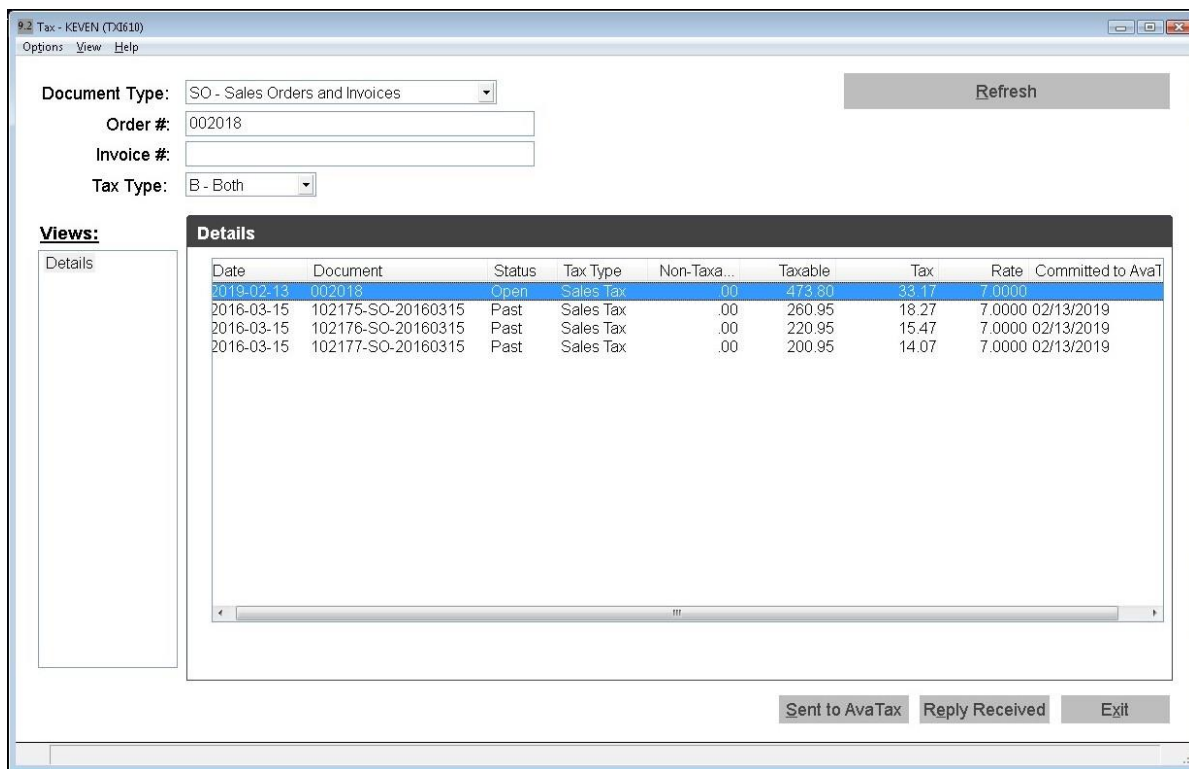 9.2 Tax - KEVEN (TXI610)
Options View Help
Document Type: SO - Sales Orders and Invoices Refresh
Order #: 002018
Invoice #:
Tax Type: B - Both
Views: Details
Details
Date Document Status Tax Type Non-Taxa... Taxable Tax Rate Committed to AvaT
2019-02-13 002018 Open Sales Tax .00 473.80 33.17 7.0000
2016-03-15 102175-SO-20160315 Past Sales Tax .00 260.95 18.27 7.0000 02/13/2019
2016-03-15 102176-SO-20160315 Past Sales Tax .00 220.95 15.47 7.0000 02/13/2019
2016-03-15 102177-SO-20160315 Past Sales Tax .00 200.95 14.07 7.0000 02/13/2019
Sent to AvaTax Reply Received Exit